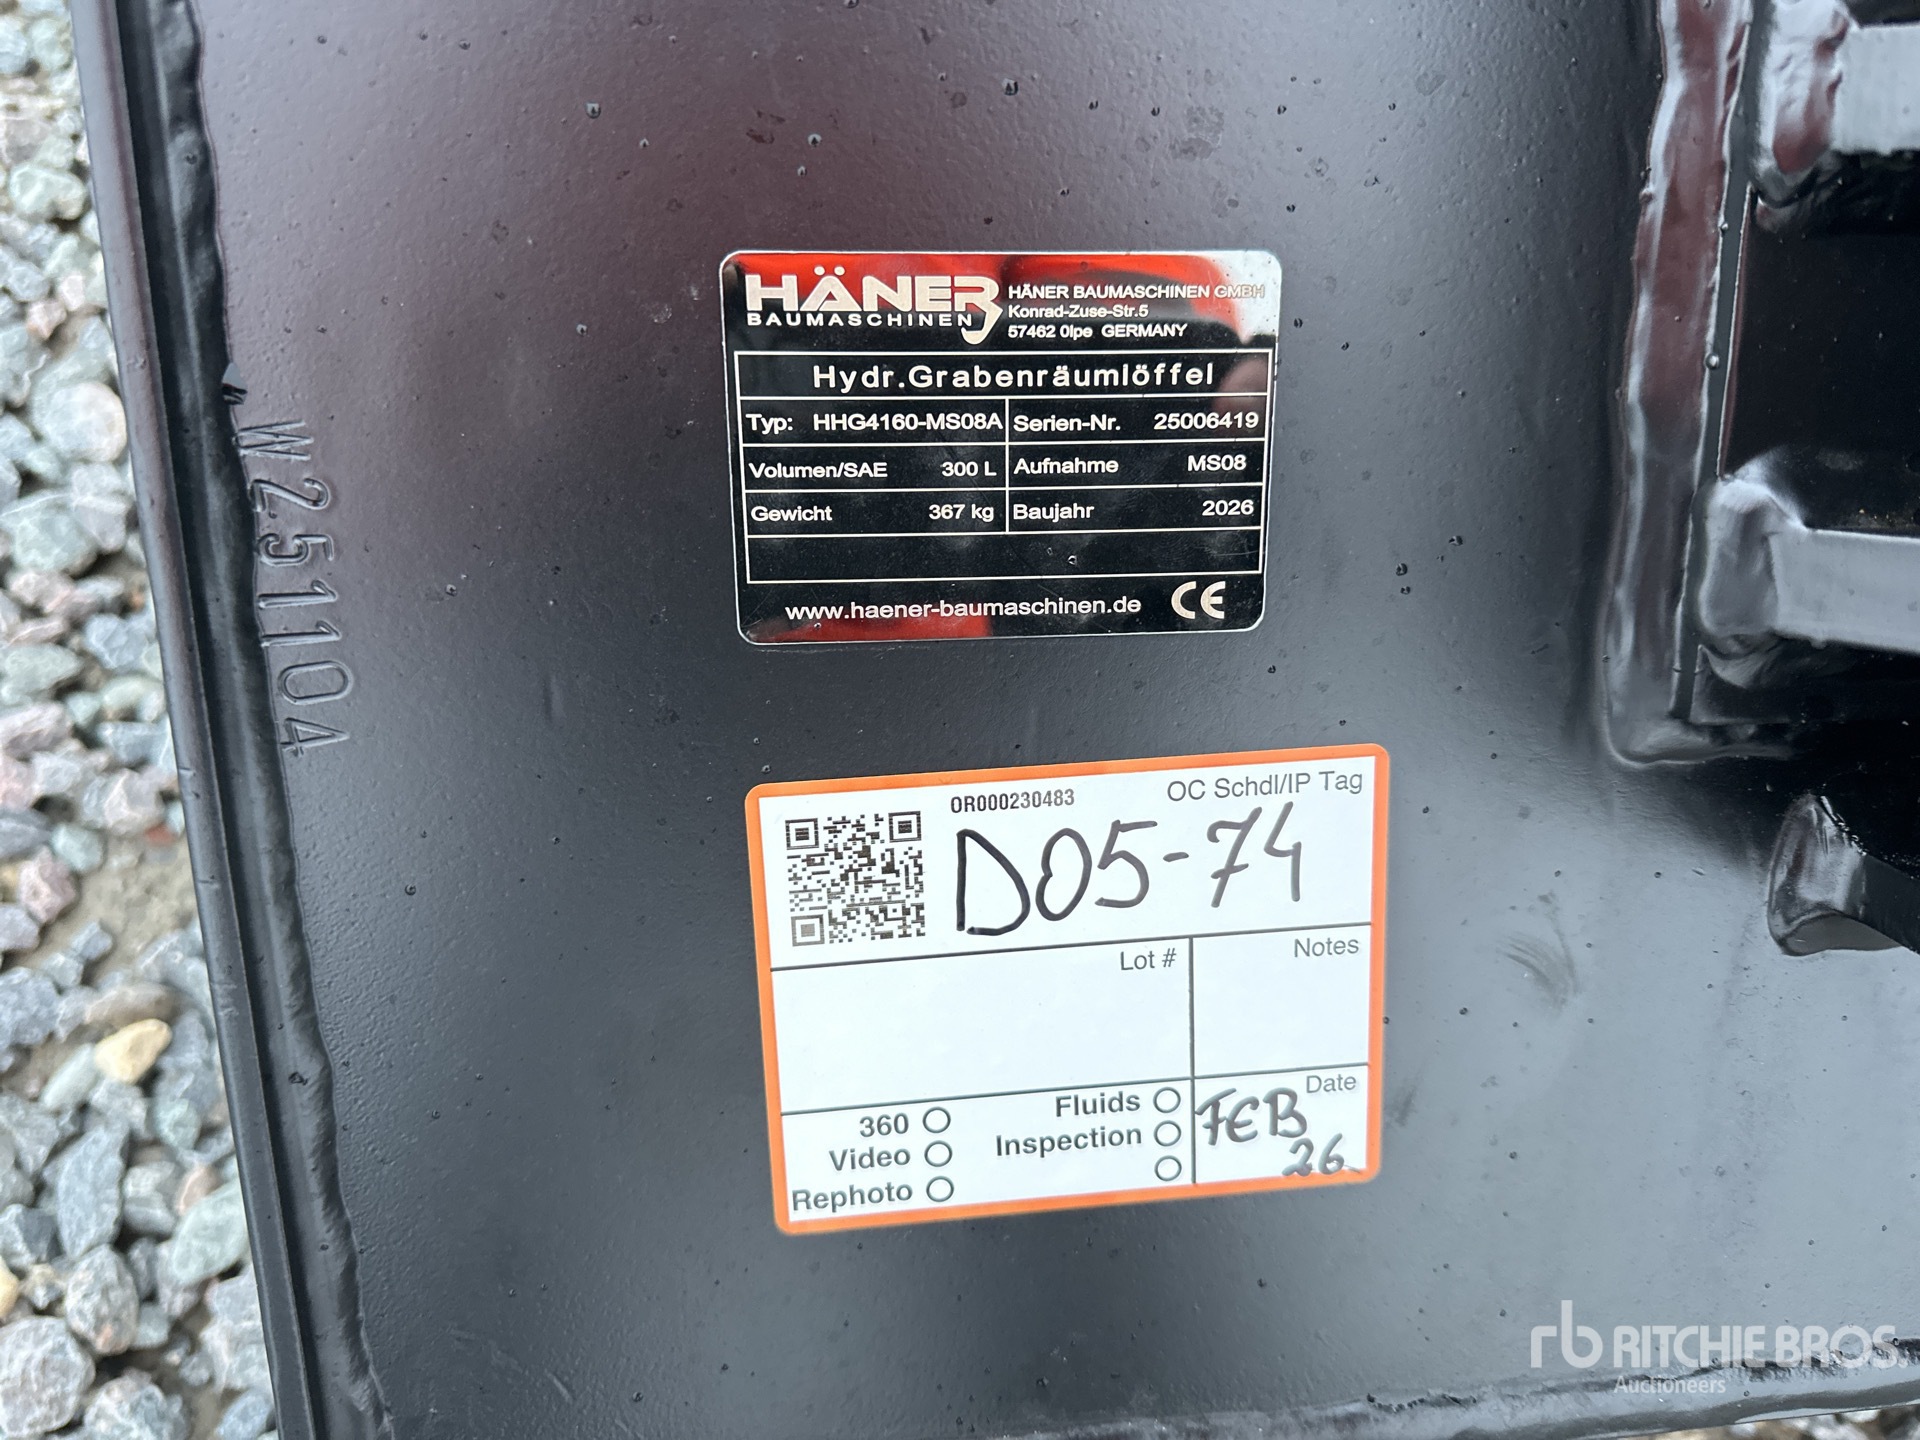 HÄNER
BAUMASCHINEN
HÄNER BAUMASCHINEN GMBH
Konrad-Zuse-Str.5
57462 Olpe GERMANY
Hydr.Grabenräumlöffel
Typ: HHG4160-MS08A Serien-Nr. 25006419
Volumen/SAE 300 L Aufnahme MS08
Gewicht 367 kg Baujahr 2026
www.haener-baumaschinen.de CE
W251104
OR000230483 OC Schdl/IP Tag
D05-74
Lot # Notes
360 Fluids Date
Video Inspection FEB
Rephoto 26
rb RITCHIE BROS.
Auctioneers